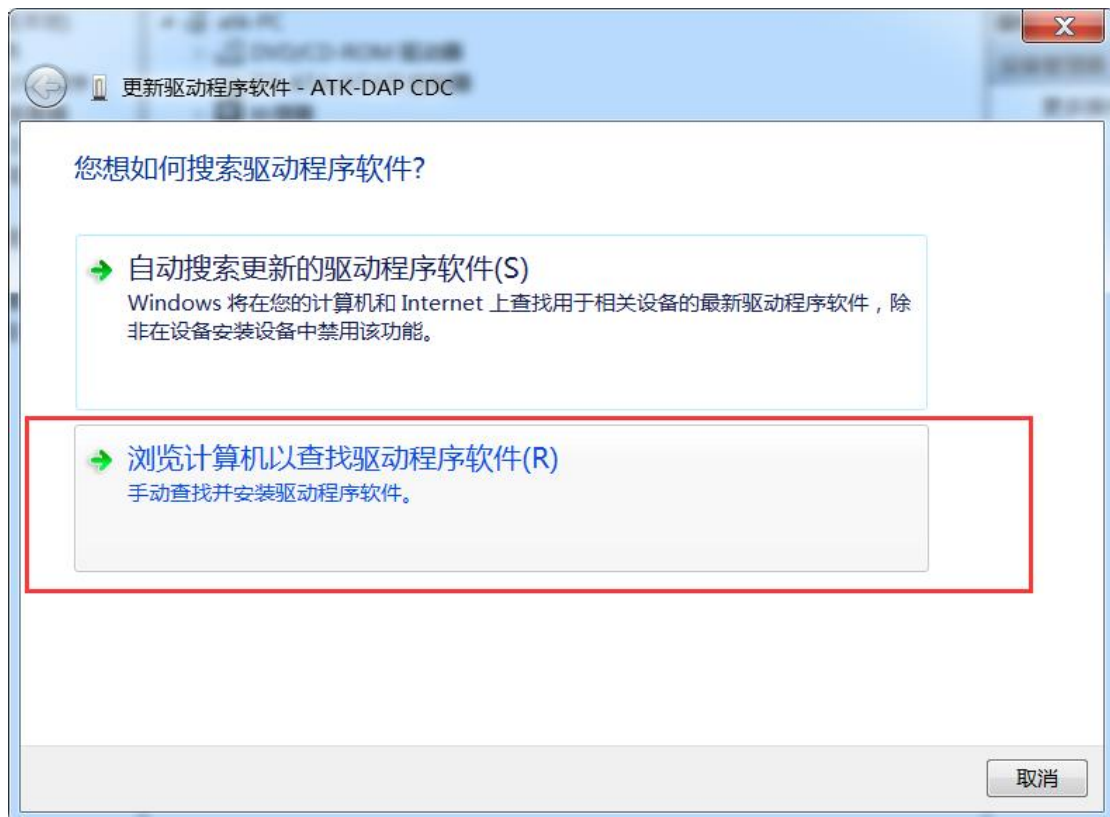 更新驱动程序软件 - ATK-DAP CDC
您想如何搜索驱动程序软件?
自动搜索更新的驱动程序软件(S)
Windows 将在您的计算机和 Internet 上查找用于相关设备的最新驱动程序软件，除
非在设备安装设备中禁用该功能。
浏览计算机以查找驱动程序软件(R)
手动查找并安装驱动程序软件。
取消